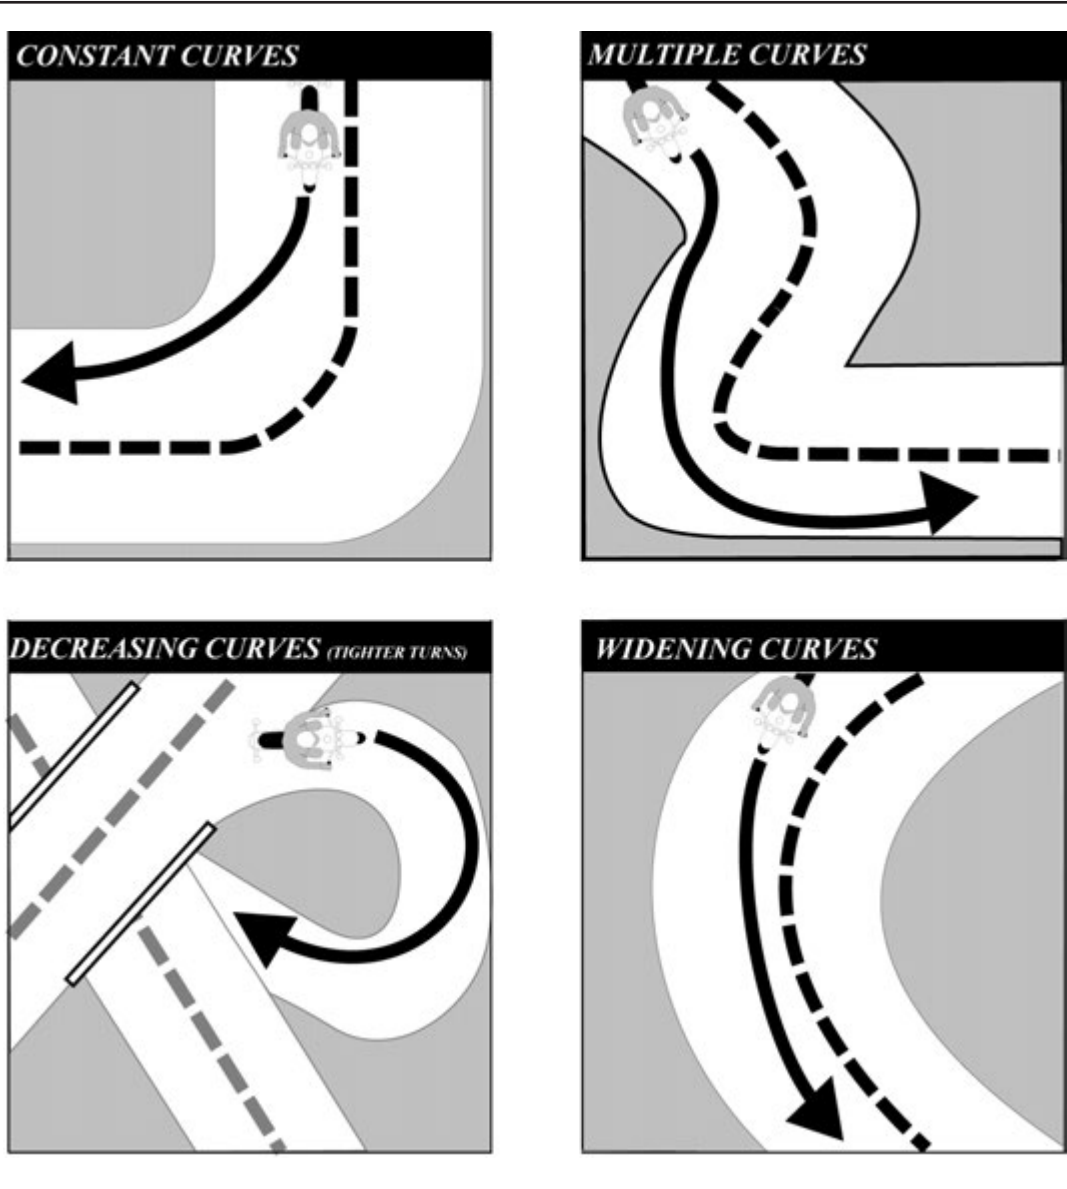 CONSTANT CURVES
MULTIPLE CURVES
DECREASING CURVES (TIGHTER TURNS)
WIDENING CURVES